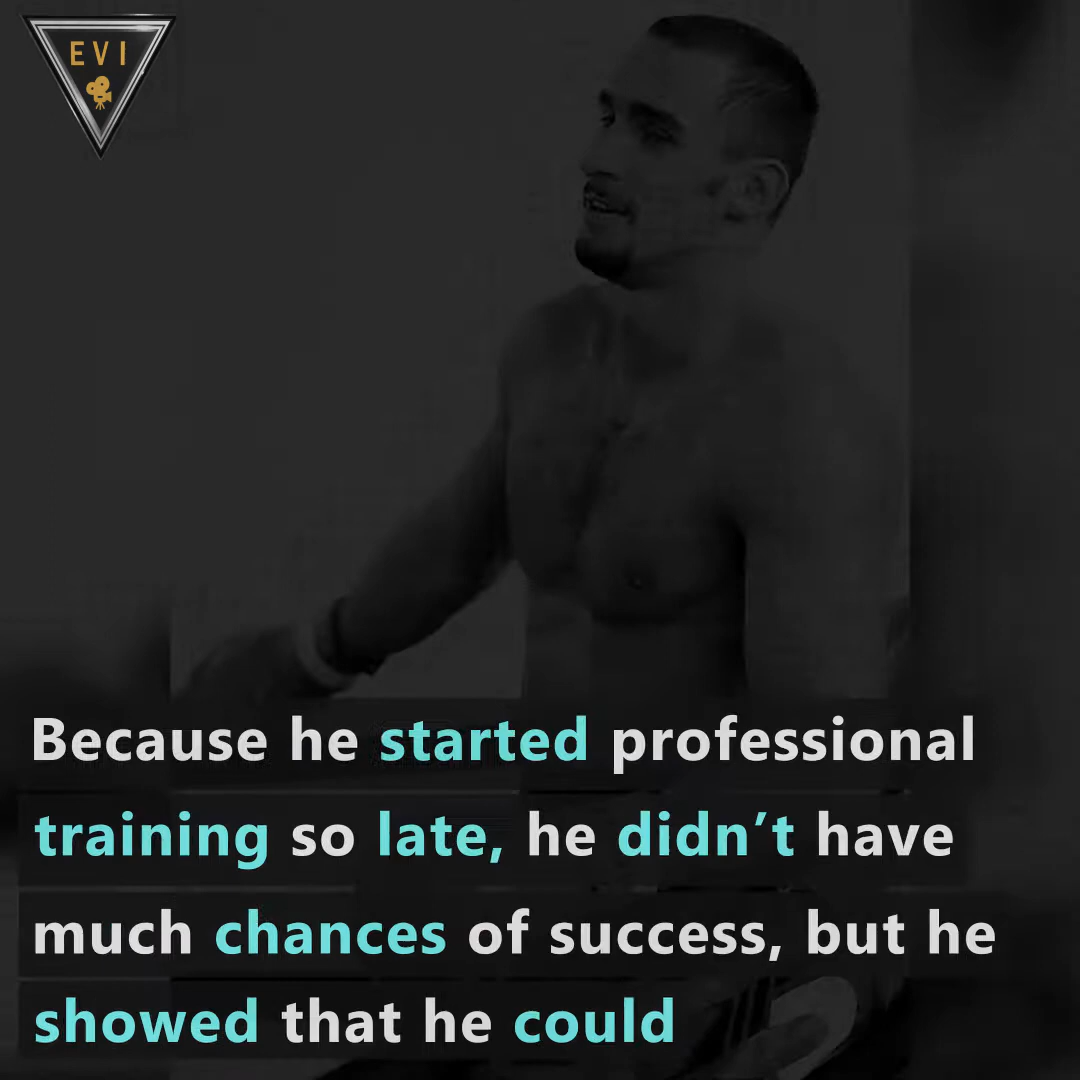 EVI
Because he started professional
training so late, he didn’t have
much chances of success, but he
showed that he could